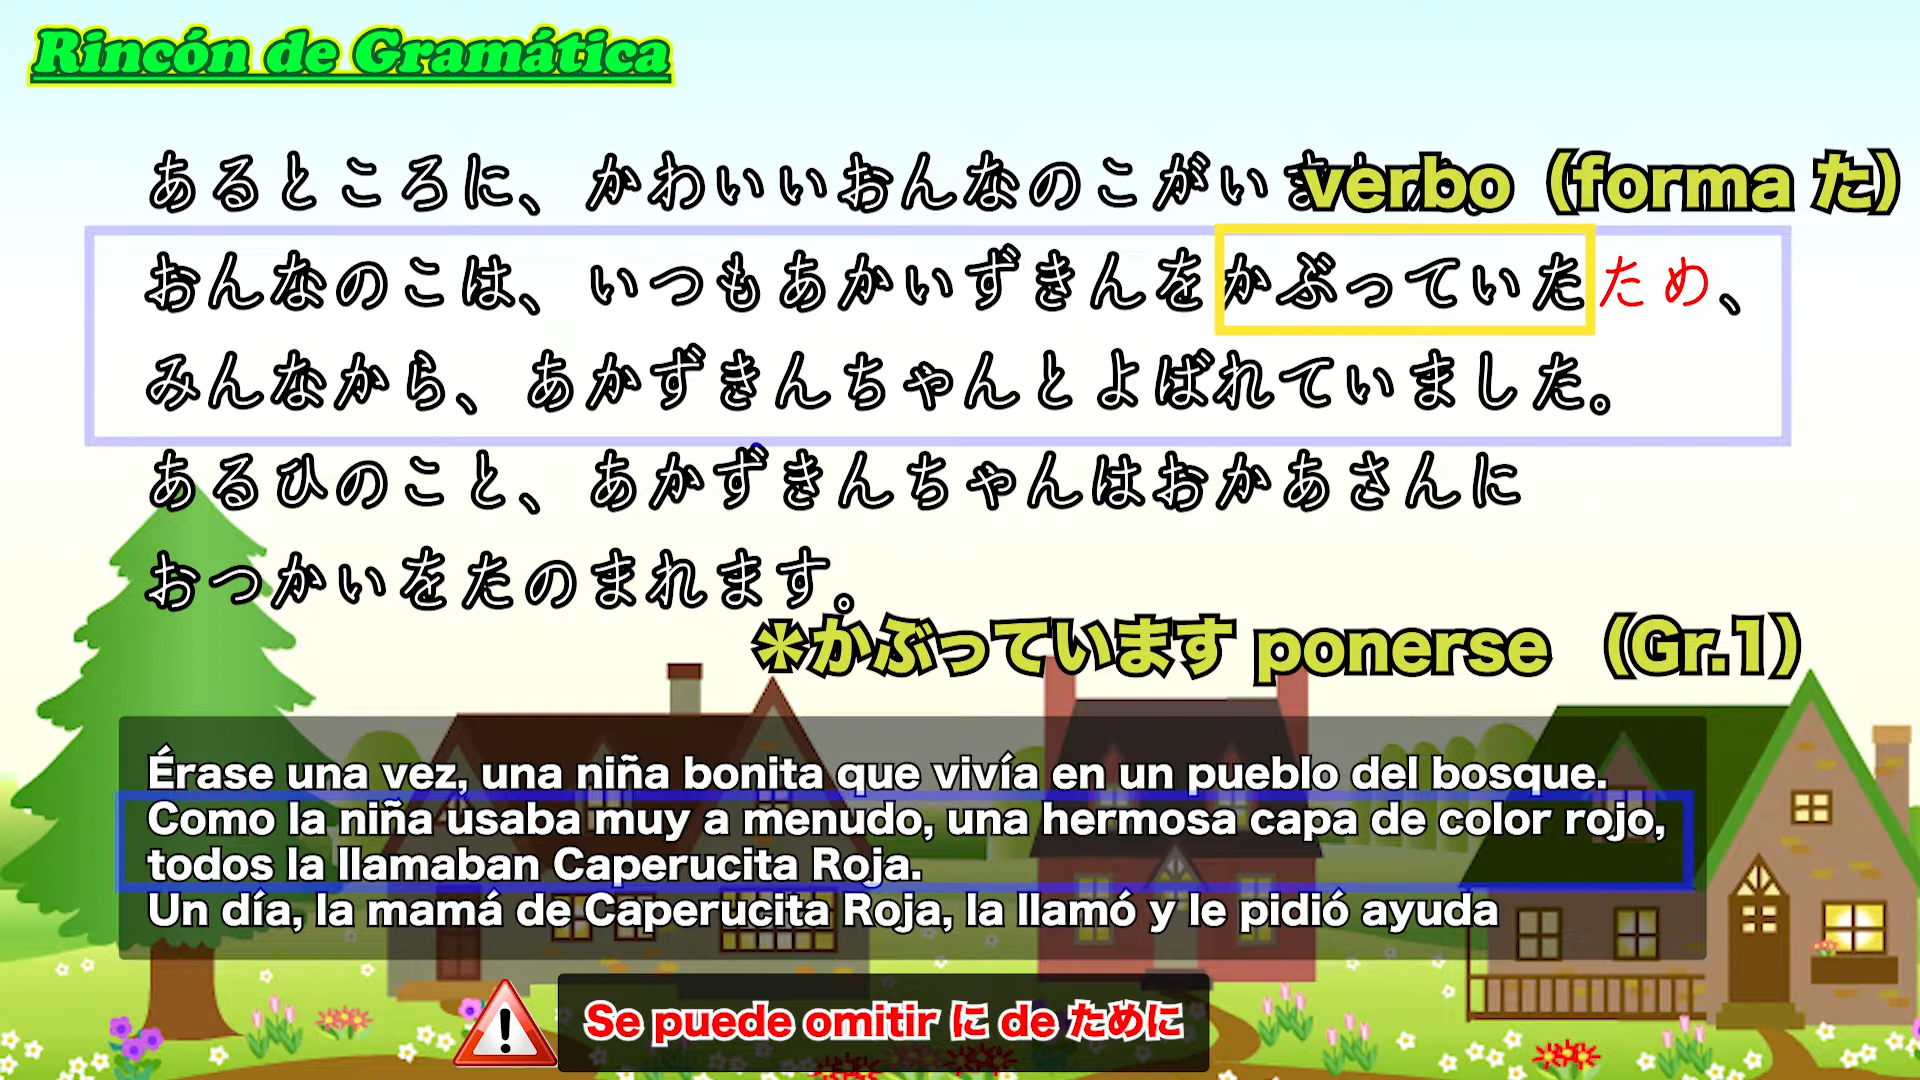 Rincón de Gramática
あるところに、かわいいおんなのこがいま
verbo（forma た）
おんなのこは、いつもあかいずきんをかぶっていたため、
みんなから、あかずきんちゃんとよばれていました。
あるひのこと、あかずきんちゃんはおかあさんに
おつかいをたのまれます。
＊かぶっています ponerse （Gr.1）
Érase una vez, una niña bonita que vivía en un pueblo del bosque.
Como la niña usaba muy a menudo, una hermosa capa de color rojo,
todos la llamaban Caperucita Roja.
Un día, la mamá de Caperucita Roja, la llamó y le pidió ayuda
Se puede omitir に de ために